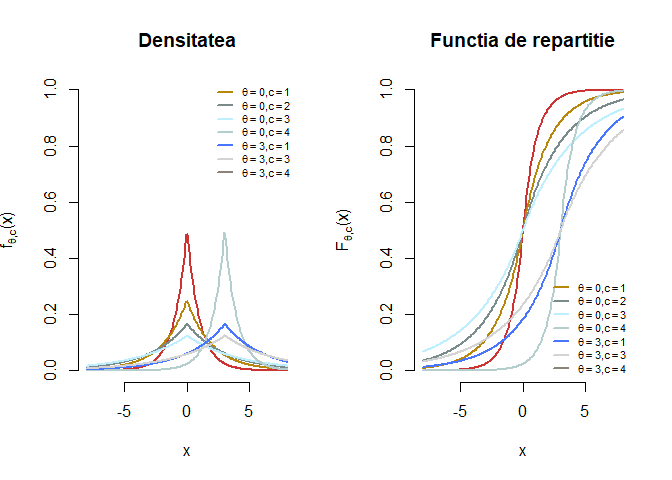 Densitatea
fθ,c(x)
0.0 0.2 0.4 0.6 0.8 1.0
θ = 0, c = 1
θ = 0, c = 2
θ = 0, c = 3
θ = 0, c = 4
θ = 3, c = 1
θ = 3, c = 3
θ = 3, c = 4
-5 0 5
x
Functia de repartitie
Fθ,c(x)
0.0 0.2 0.4 0.6 0.8 1.0
θ = 0, c = 1
θ = 0, c = 2
θ = 0, c = 3
θ = 0, c = 4
θ = 3, c = 1
θ = 3, c = 3
θ = 3, c = 4
-5 0 5
x